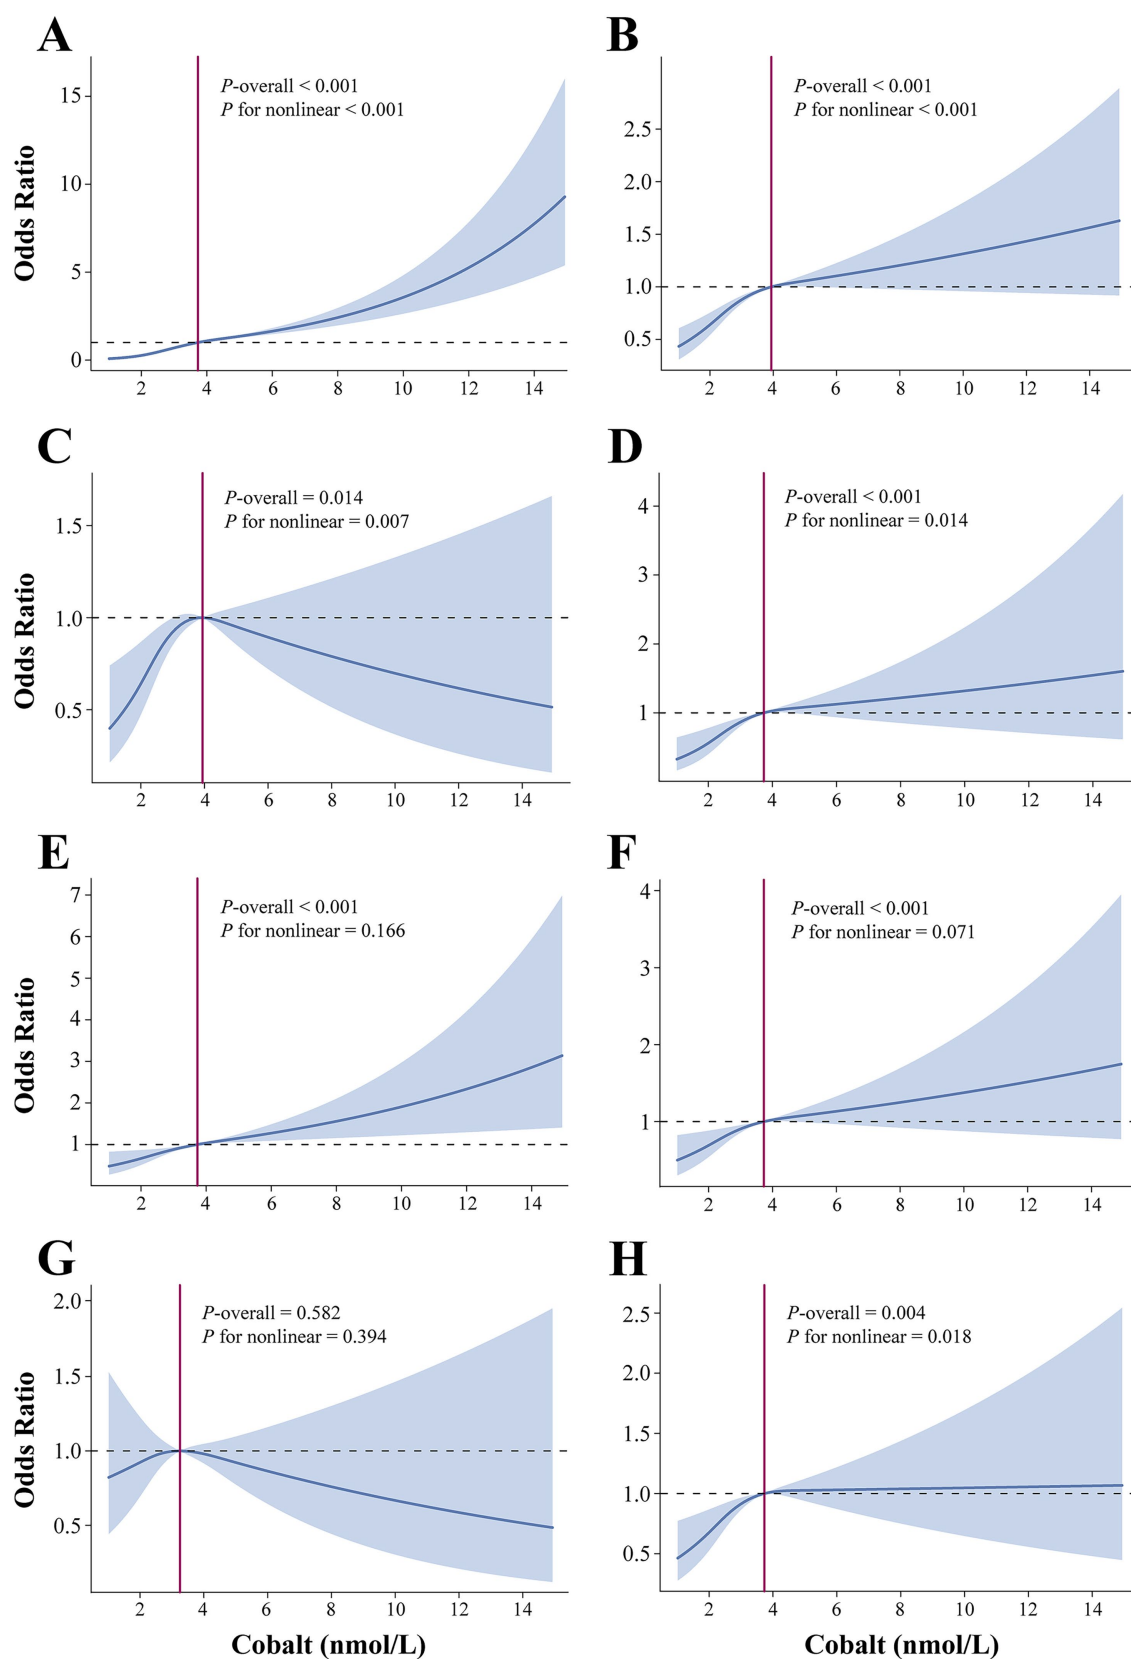 A
P-overall < 0.001
P for nonlinear < 0.001
Odds Ratio
15
10
5
0
2 4 6 8 10 12 14
B
P-overall < 0.001
P for nonlinear < 0.001
2.5
2.0
1.5
1.0
0.5
2 4 6 8 10 12 14
C
P-overall = 0.014
P for nonlinear = 0.007
Odds Ratio
1.5
1.0
0.5
2 4 6 8 10 12 14
D
P-overall < 0.001
P for nonlinear = 0.014
4
3
2
1
2 4 6 8 10 12 14
E
P-overall < 0.001
P for nonlinear = 0.166
Odds Ratio
7
6
5
4
3
2
1
2 4 6 8 10 12 14
F
P-overall < 0.001
P for nonlinear = 0.071
4
3
2
1
2 4 6 8 10 12 14
G
P-overall = 0.582
P for nonlinear = 0.394
Odds Ratio
2.0
1.5
1.0
0.5
2 4 6 8 10 12 14
Cobalt (nmol/L)
H
P-overall = 0.004
P for nonlinear = 0.018
2.5
2.0
1.5
1.0
0.5
2 4 6 8 10 12 14
Cobalt (nmol/L)